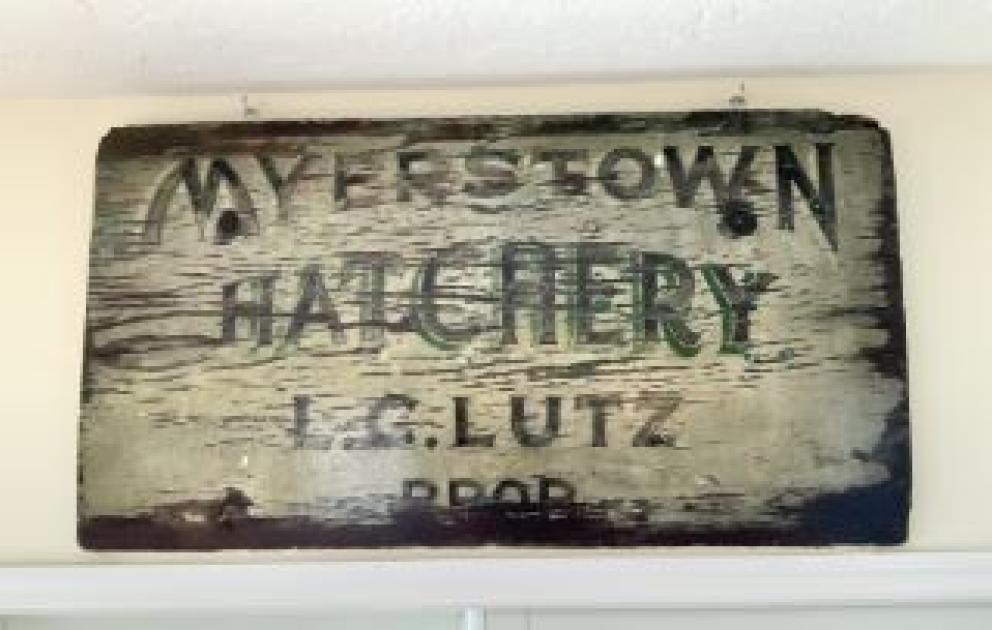 MYERSTOWN
HATCHERY
L.G. LUTZ
PROP.